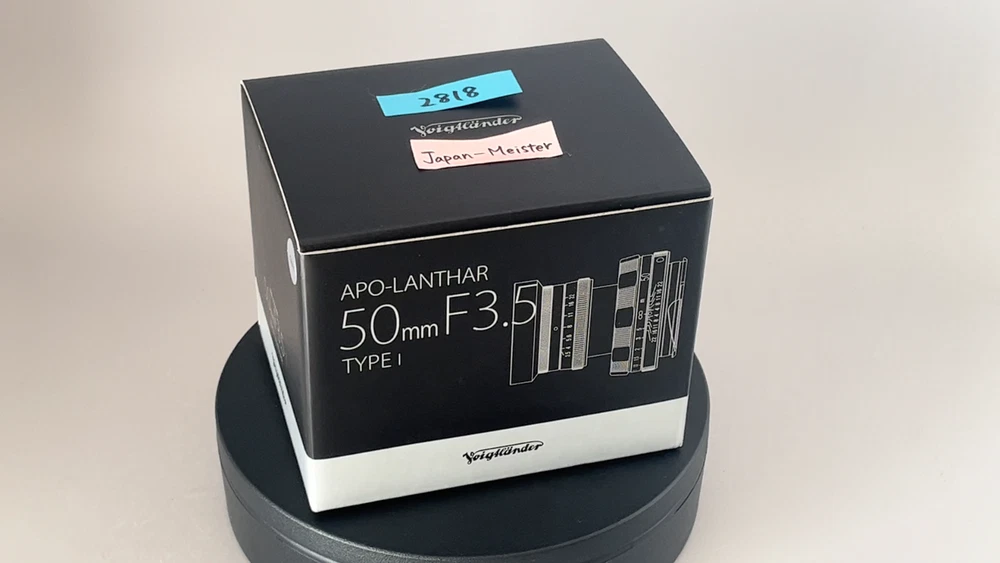 2818
Voigtländer
Japan-Meister
APO-LANTHAR
50mm F3.5
TYPE I
Voigtländer